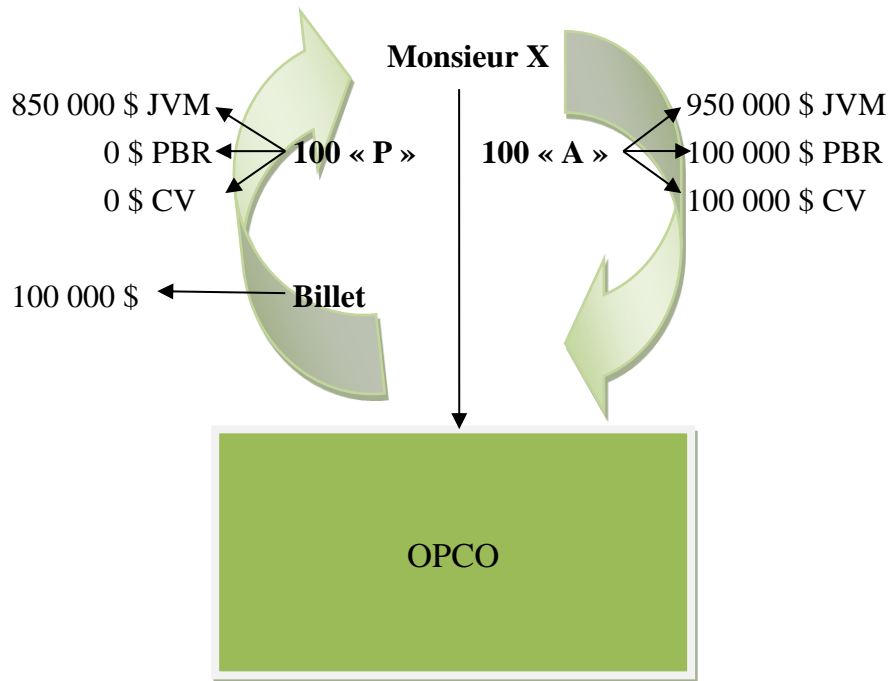 Monsieur X
850 000 $ JVM
0 $ PBR
0 $ CV
100 « P »
100 « A »
950 000 $ JVM
100 000 $ PBR
100 000 $ CV
100 000 $
Billet
OPCO